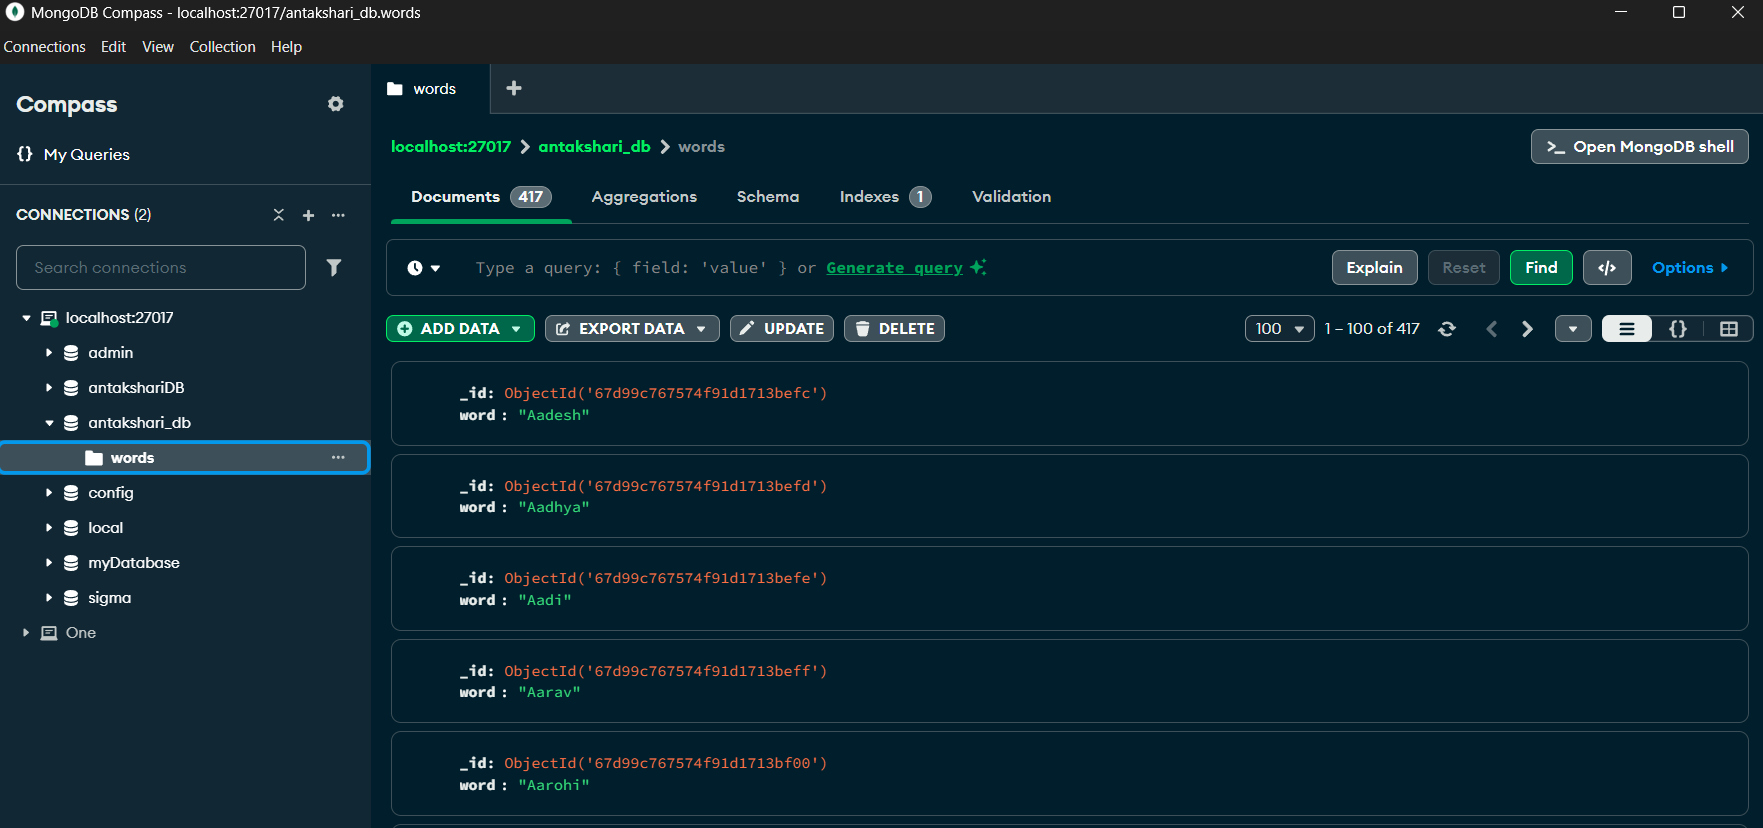 MongoDB Compass - localhost:27017/antakshari_db.words
Connections Edit View Collection Help
Compass
{} My Queries
CONNECTIONS (2)
Search connections
localhost:27017
admin
antakshariDB
antakshari_db
words
config
local
myDatabase
sigma
One
words
localhost:27017 > antakshari_db > words
>_ Open MongoDB shell
Documents 417 Aggregations Schema Indexes 1 Validation
Type a query: { field: 'value' } or Generate query
Explain Reset Find </> Options
ADD DATA EXPORT DATA UPDATE DELETE
100 1 – 100 of 417 {}
_id: ObjectId('67d99c767574f91d1713befc')
word : "Aadesh"
_id: ObjectId('67d99c767574f91d1713befd')
word : "Aadhya"
_id: ObjectId('67d99c767574f91d1713befe')
word : "Aadi"
_id: ObjectId('67d99c767574f91d1713beff')
word : "Aarav"
_id: ObjectId('67d99c767574f91d1713bf00')
word : "Aarohi"